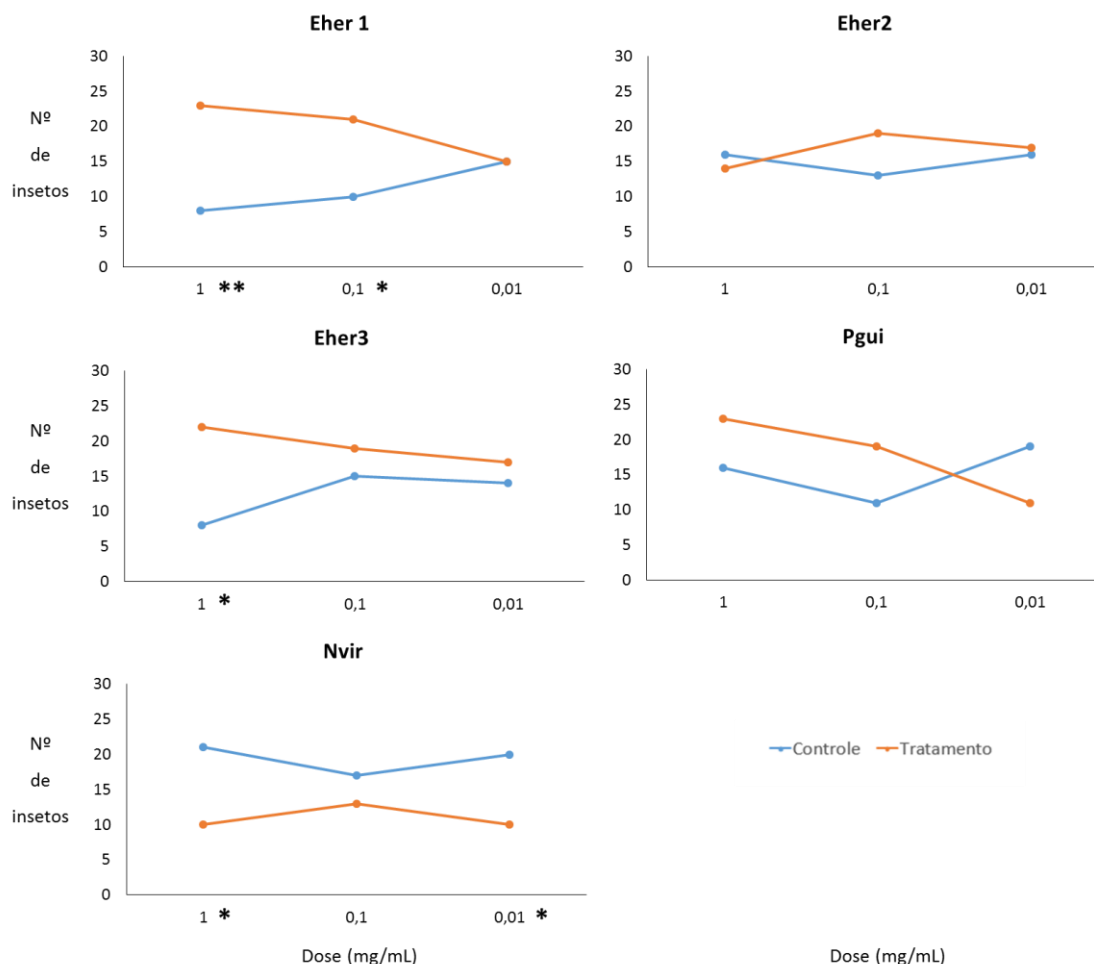 Eher 1
30
25
20
15
10
5
0
Nº
de
insetos
1 ** 0,1 * 0,01
Eher2
30
25
20
15
10
5
0
1 0,1 0,01
Eher3
30
25
20
15
10
5
0
Nº
de
insetos
1 * 0,1 0,01
Pgui
30
25
20
15
10
5
0
1 0,1 0,01
Nvir
30
25
20
15
10
5
0
Nº
de
insetos
1 * 0,1 0,01 *
Dose (mg/mL)
Controle Tratamento
Dose (mg/mL)